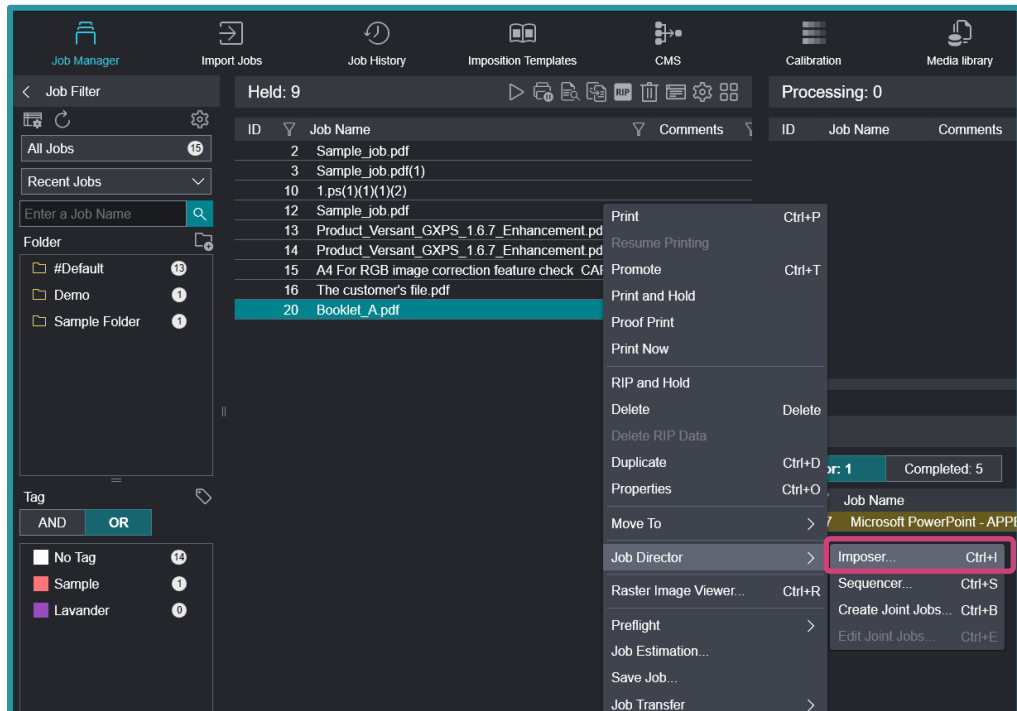 Job Manager
Import Jobs
Job History
Imposition Templates
CMS
Calibration
Media library
Job Filter
All Jobs 15
Recent Jobs
Enter a Job Name
Folder
#Default 13
Demo 1
Sample Folder 1
Tag
AND OR
No Tag 14
Sample 1
Lavander 0
Held: 9
RIP
ID Job Name Comments
2 Sample_job.pdf
3 Sample_job.pdf(1)
10 1.ps(1)(1)(1)(2)
12 Sample_job.pdf
13 Product_Versant_GXPS_1.6.7_Enhancement.pd
14 Product_Versant_GXPS_1.6.7_Enhancement.pd
15 A4 For RGB image correction feature check CAF
16 The customer's file.pdf
20 Booklet_A.pdf
Print Ctrl+P
Resume Printing
Promote Ctrl+T
Print and Hold
Proof Print
Print Now
RIP and Hold
Delete Delete
Delete RIP Data
Duplicate Ctrl+D
Properties Ctrl+O
Move To
Job Director
Raster Image Viewer... Ctrl+R
Preflight
Job Estimation...
Save Job...
Job Transfer
Imposer... Ctrl+I
Sequencer... Ctrl+S
Create Joint Jobs... Ctrl+B
Edit Joint Jobs... Ctrl+E
Processing: 0
ID Job Name Comments
or: 1 Completed: 5
Job Name
7 Microsoft PowerPoint - APPE